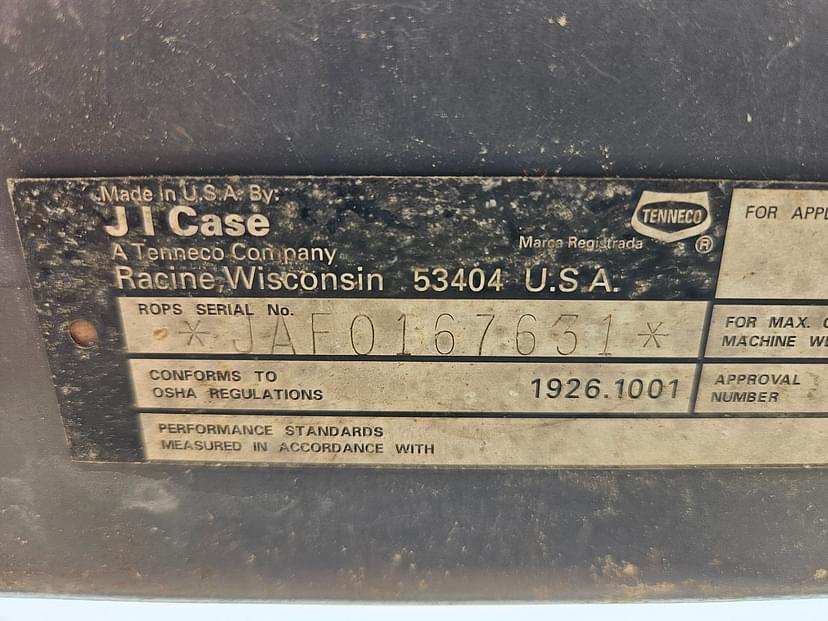 Made in U.S.A. By:
J I Case
A Tenneco Company
Racine, Wisconsin 53404 U.S.A.
TENNECO
Marca Registrada ®
ROPS SERIAL No.
*JAF0167631*
CONFORMS TO
OSHA REGULATIONS
1926.1001
PERFORMANCE STANDARDS
MEASURED IN ACCORDANCE WITH
FOR APPL
FOR MAX. G
MACHINE WE
APPROVAL
NUMBER